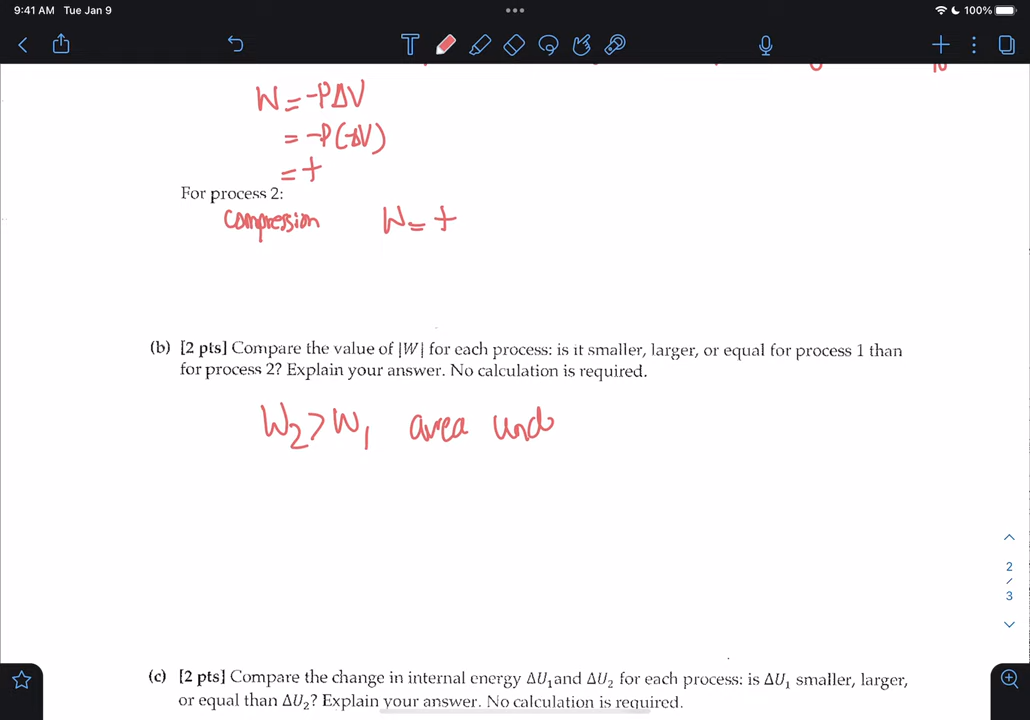 9:41 AM Tue Jan 9
100%
W = -PΔV
= -P(-ΔV)
= +
For process 2:
compression W = +
(b) [2 pts] Compare the value of |W| for each process: is it smaller, larger, or equal for process 1 than
for process 2? Explain your answer. No calculation is required.
W₂ > W₁ area und
2
/
3
(c) [2 pts] Compare the change in internal energy ΔU₁and ΔU₂ for each process: is ΔU₁ smaller, larger,
or equal than ΔU₂? Explain your answer. No calculation is required.